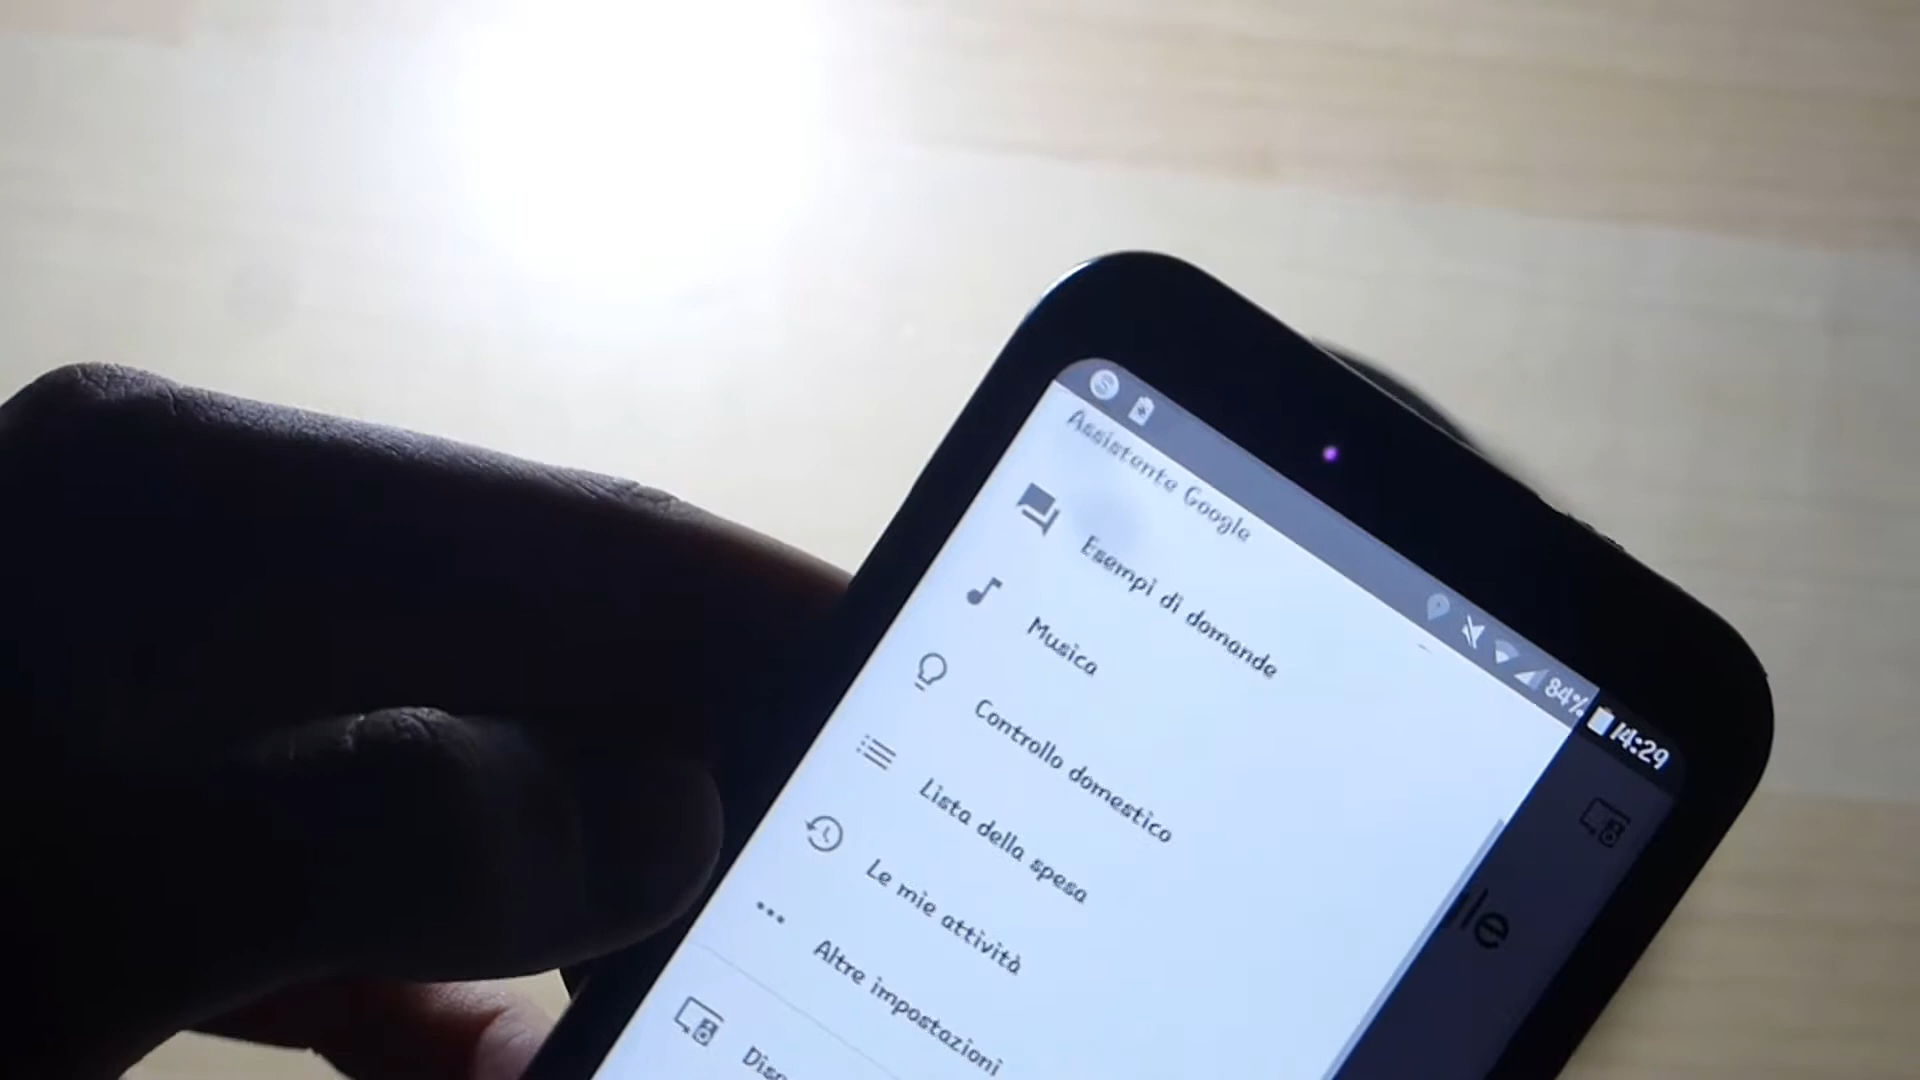 84%
14:29
Assistente Google
Esempi di domande
Musica
Controllo domestico
Lista della spesa
Le mie attività
Altre impostazioni